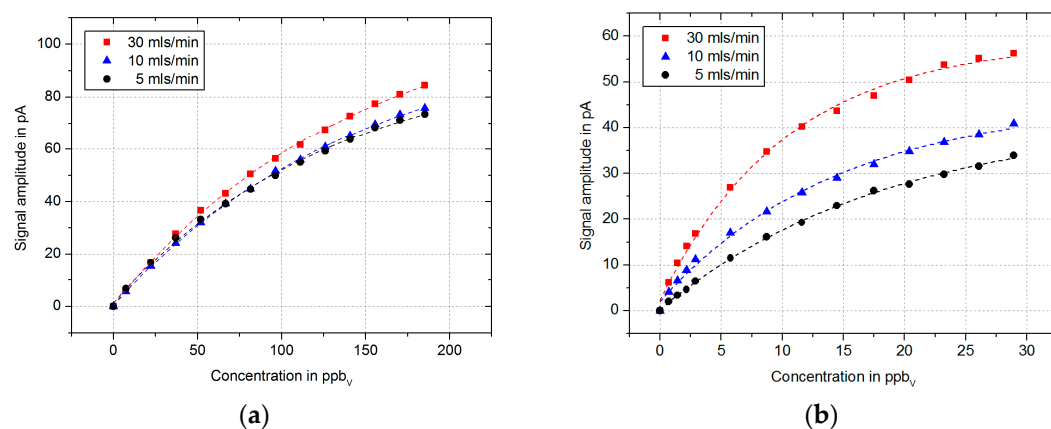 100
80
60
40
20
0
Signal amplitude in pA
30 mls/min
10 mls/min
5 mls/min
0
50
100
150
200
Concentration in ppbV
(a)
60
50
40
30
20
10
0
Signal amplitude in pA
30 mls/min
10 mls/min
5 mls/min
0
5
10
15
20
25
30
Concentration in ppbV
(b)